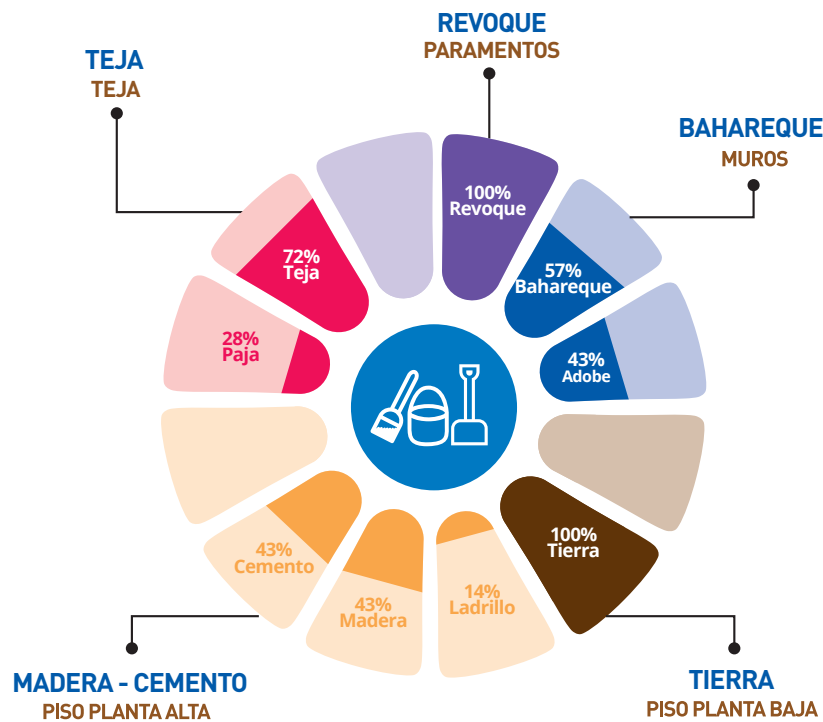 REVOQUE
PARAMENTOS
TEJA
TEJA
BAHAREQUE
MUROS
100%
Revoque
72%
Teja
57%
Bahareque
28%
Paja
43%
Adobe
43%
Cemento
43%
Madera
14%
Ladrillo
100%
Tierra
MADERA - CEMENTO
PISO PLANTA ALTA
TIERRA
PISO PLANTA BAJA